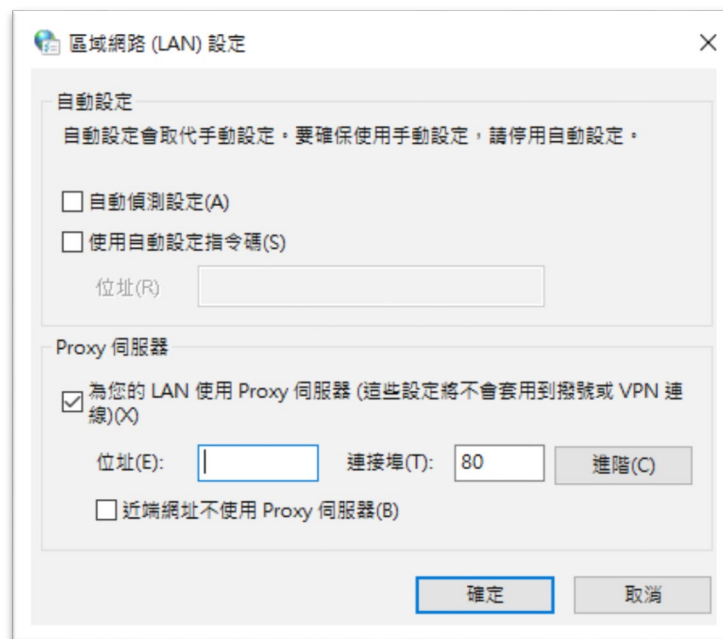 區域網路 (LAN) 設定
自動設定
自動設定會取代手動設定。要確保使用手動設定，請停用自動設定。
自動偵測設定(A)
使用自動設定指令碼(S)
位址(R)
Proxy 伺服器
為您的 LAN 使用 Proxy 伺服器 (這些設定將不會套用到撥號或 VPN 連
線)(X)
位址(E): 連接埠(T): 80 進階(C)
近端網址不使用 Proxy 伺服器(B)
確定 取消